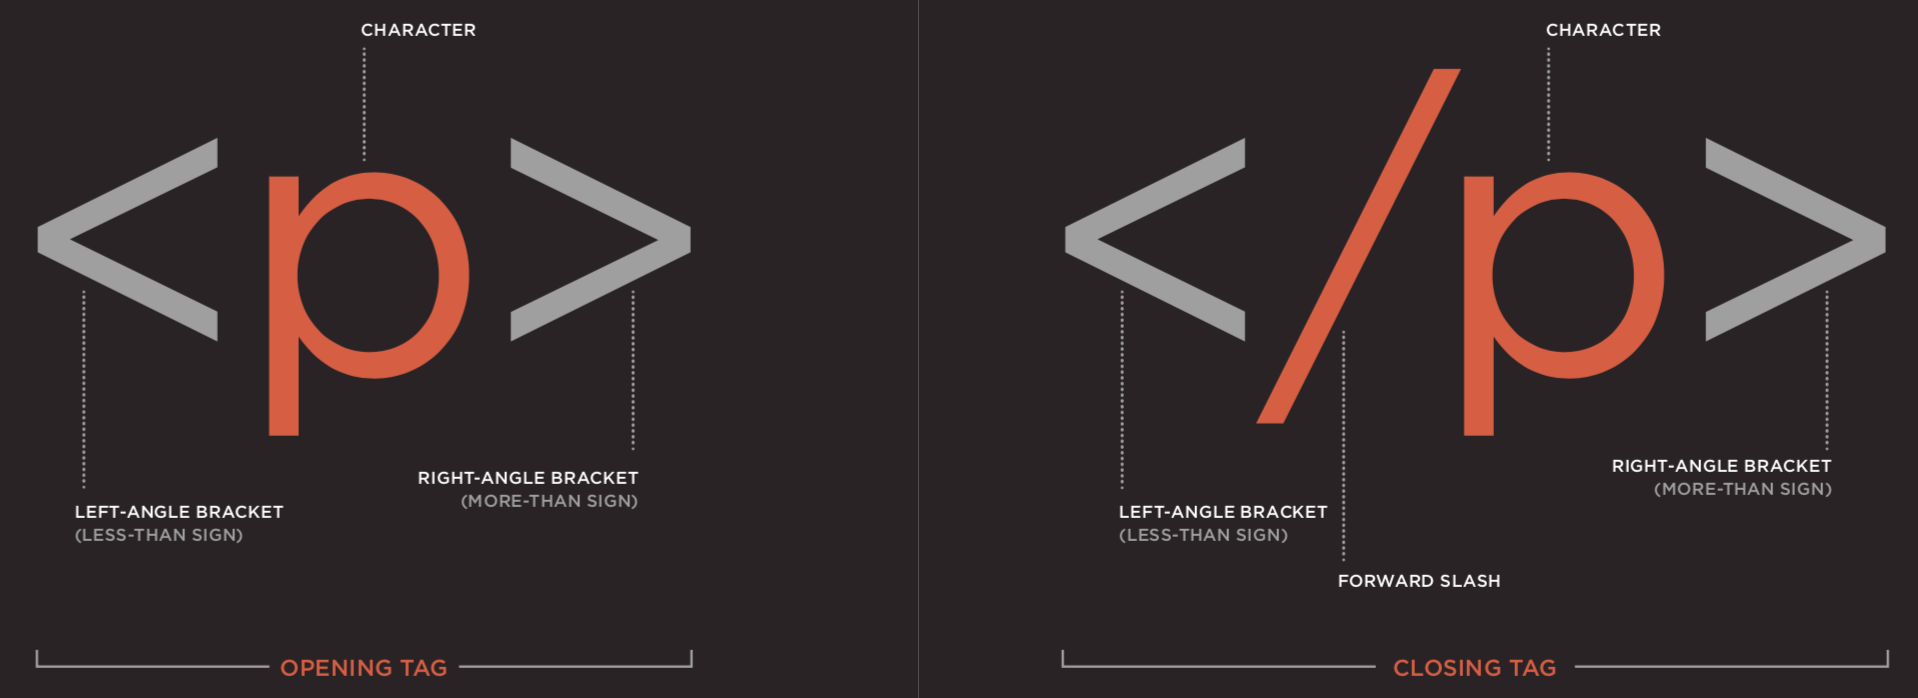 CHARACTER
<p>
LEFT-ANGLE BRACKET
(LESS-THAN SIGN)
RIGHT-ANGLE BRACKET
(MORE-THAN SIGN)
OPENING TAG
CHARACTER
</p>
LEFT-ANGLE BRACKET
(LESS-THAN SIGN)
FORWARD SLASH
RIGHT-ANGLE BRACKET
(MORE-THAN SIGN)
CLOSING TAG